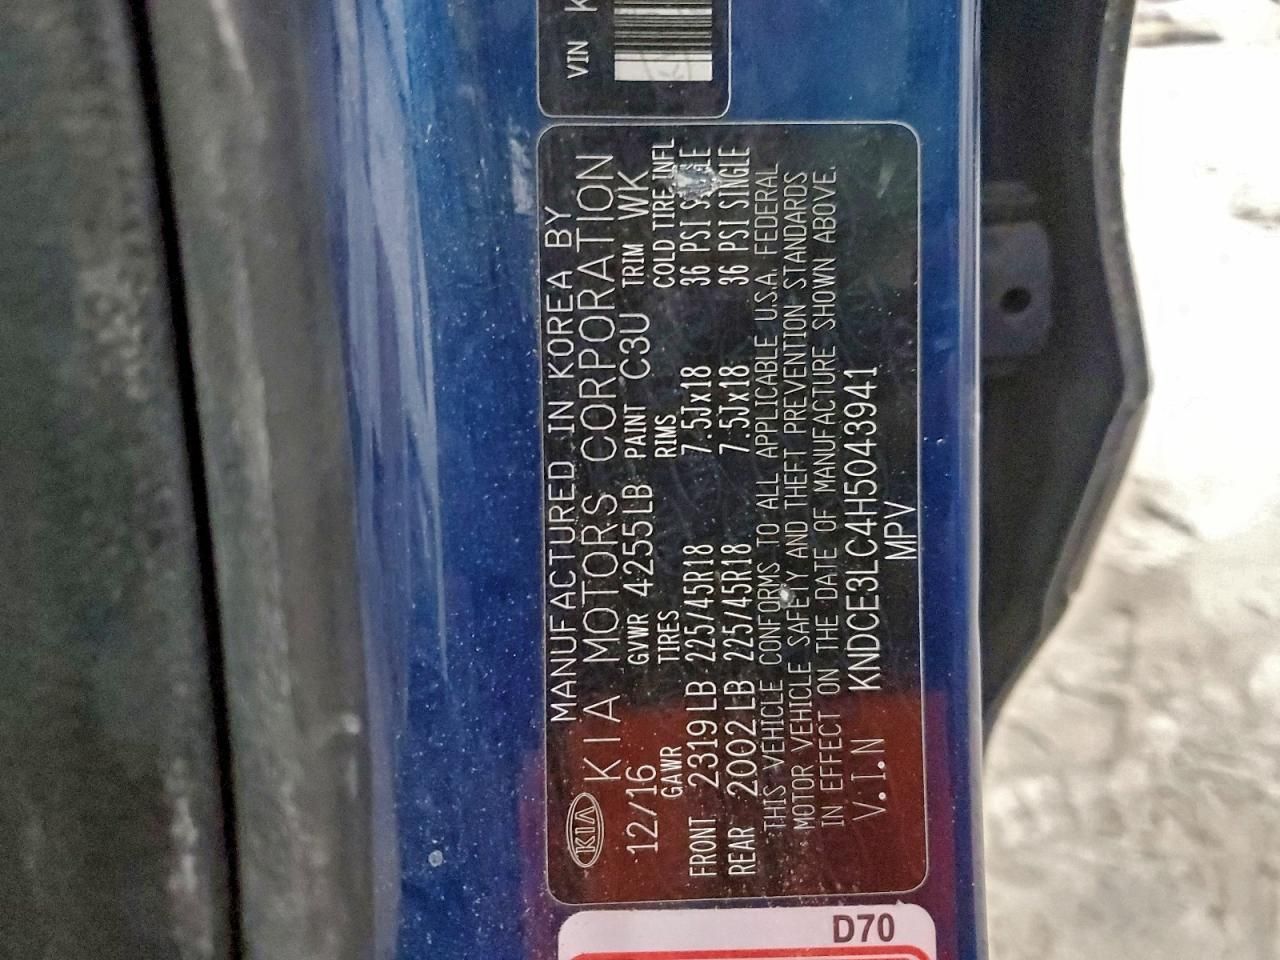 VIN K
MANUFACTURED IN KOREA BY
KIA KIA MOTORS CORPORATION
12/16 GVWR 4255LB PAINT C3U TRIM WK
GAWR TIRES RIMS COLD TIRE INFL
FRONT 2319LB 225/45R18 7.5Jx18 36 PSI SINGLE
REAR 2002LB 225/45R18 7.5Jx18 36 PSI SINGLE
THIS VEHICLE CONFORMS TO ALL APPLICABLE U.S.A. FEDERAL
MOTOR VEHICLE SAFETY AND THEFT PREVENTION STANDARDS
IN EFFECT ON THE DATE OF MANUFACTURE SHOWN ABOVE.
V.I.N KNDCE3LC4H5043941
MPV
D70